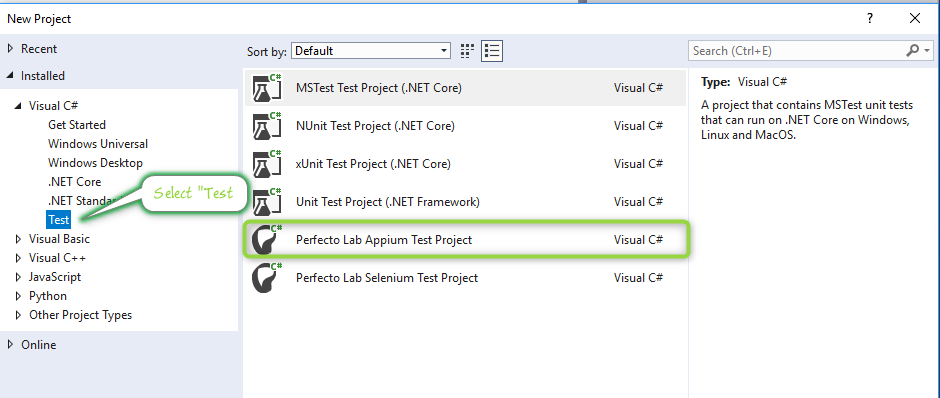 New Project
? 
Recent
Installed
Visual C#
Get Started
Windows Universal
Windows Desktop
.NET Core
.NET Standa
Test
Visual Basic
Visual C++
JavaScript
Python
Other Project Types
Online
Select "Test
Sort by: Default
Search (Ctrl+E)
C# MSTest Test Project (.NET Core) Visual C#
C# NUnit Test Project (.NET Core) Visual C#
C# xUnit Test Project (.NET Core) Visual C#
C# Unit Test Project (.NET Framework) Visual C#
C# Perfecto Lab Appium Test Project Visual C#
C# Perfecto Lab Selenium Test Project Visual C#
Type: Visual C#
A project that contains MSTest unit tests
that can run on .NET Core on Windows,
Linux and MacOS.